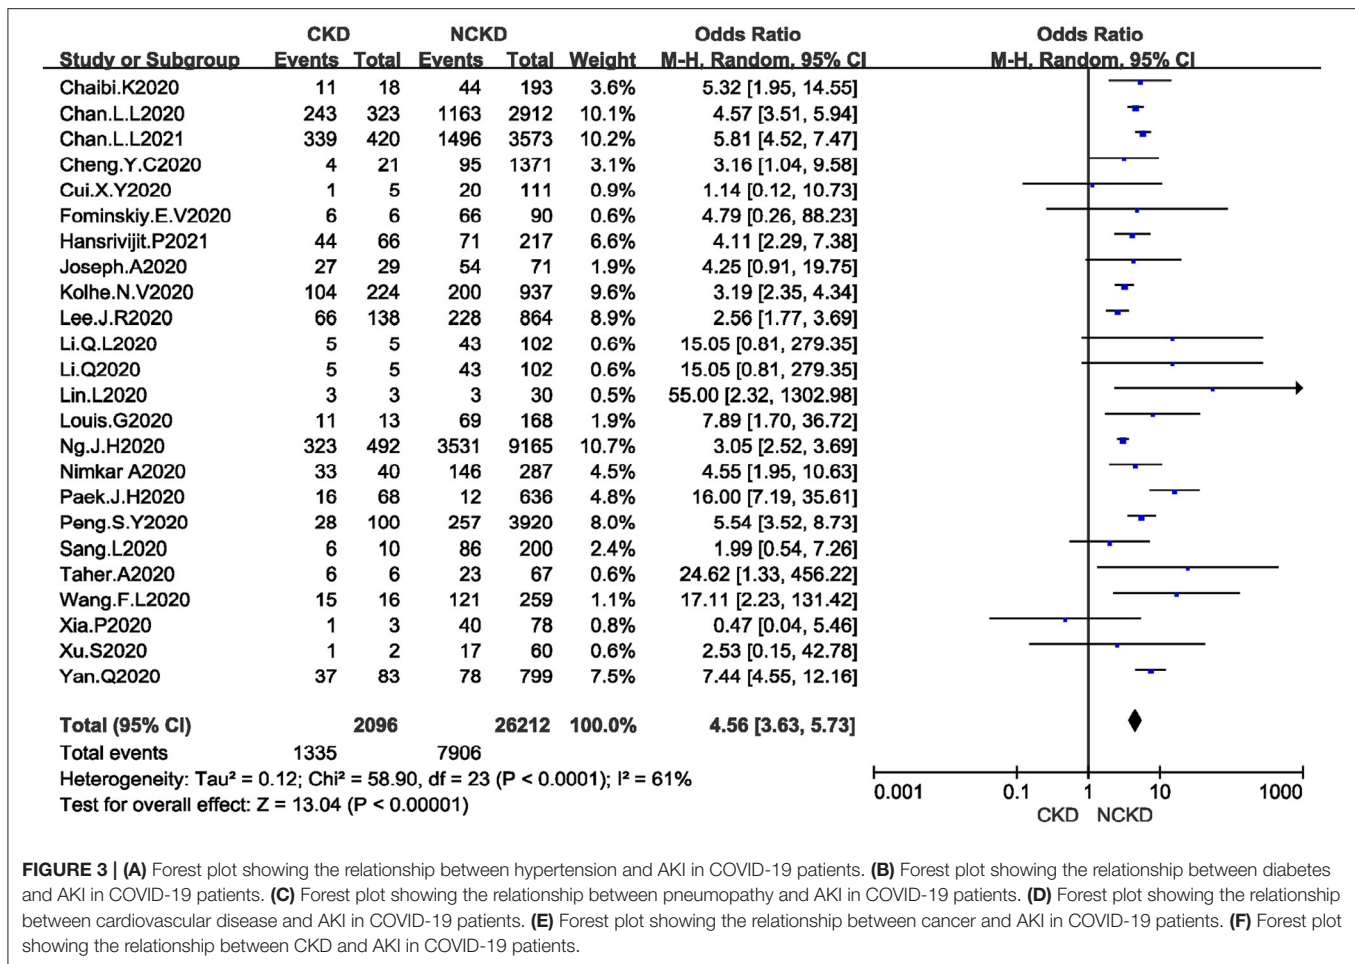 CKD NCKD Odds Ratio Odds Ratio
Study or Subgroup Events Total Events Total Weight M-H, Random, 95% CI M-H, Random, 95% CI
Chaibi.K2020 11 18 44 193 3.6% 5.32 [1.95, 14.55]
Chan.L.L2020 243 323 1163 2912 10.1% 4.57 [3.51, 5.94]
Chan.L.L2021 339 420 1496 3573 10.2% 5.81 [4.52, 7.47]
Cheng.Y.C2020 4 21 95 1371 3.1% 3.16 [1.04, 9.58]
Cui.X.Y2020 1 5 20 111 0.9% 1.14 [0.12, 10.73]
Fominskiy.E.V2020 6 6 66 90 0.6% 4.79 [0.26, 88.23]
Hansrivijit.P2021 44 66 71 217 6.6% 4.11 [2.29, 7.38]
Joseph.A2020 27 29 54 71 1.9% 4.25 [0.91, 19.75]
Kolhe.N.V2020 104 224 200 937 9.6% 3.19 [2.35, 4.34]
Lee.J.R2020 66 138 228 864 8.9% 2.56 [1.77, 3.69]
Li.Q.L2020 5 5 43 102 0.6% 15.05 [0.81, 279.35]
Li.Q2020 5 5 43 102 0.6% 15.05 [0.81, 279.35]
Lin.L2020 3 3 3 30 0.5% 55.00 [2.32, 1302.98]
Louis.G2020 11 13 69 168 1.9% 7.89 [1.70, 36.72]
Ng.J.H2020 323 492 3531 9165 10.7% 3.05 [2.52, 3.69]
Nimkar A2020 33 40 146 287 4.5% 4.55 [1.95, 10.63]
Paek.J.H2020 16 68 12 636 4.8% 16.00 [7.19, 35.61]
Peng.S.Y2020 28 100 257 3920 8.0% 5.54 [3.52, 8.73]
Sang.L2020 6 10 86 200 2.4% 1.99 [0.54, 7.26]
Taher.A2020 6 6 23 67 0.6% 24.62 [1.33, 456.22]
Wang.F.L2020 15 16 121 259 1.1% 17.11 [2.23, 131.42]
Xia.P2020 1 3 40 78 0.8% 0.47 [0.04, 5.46]
Xu.S2020 1 2 17 60 0.6% 2.53 [0.15, 42.78]
Yan.Q2020 37 83 78 799 7.5% 7.44 [4.55, 12.16]
Total (95% CI) 2096 26212 100.0% 4.56 [3.63, 5.73]
Total events 1335 7906
Heterogeneity: Tau² = 0.12; Chi² = 58.90, df = 23 (P < 0.0001); I² = 61%
Test for overall effect: Z = 13.04 (P < 0.00001)
0.001 0.1 1 10 1000
CKD NCKD
FIGURE 3 | (A) Forest plot showing the relationship between hypertension and AKI in COVID-19 patients. (B) Forest plot showing the relationship between diabetes
and AKI in COVID-19 patients. (C) Forest plot showing the relationship between pneumopathy and AKI in COVID-19 patients. (D) Forest plot showing the relationship
between cardiovascular disease and AKI in COVID-19 patients. (E) Forest plot showing the relationship between cancer and AKI in COVID-19 patients. (F) Forest plot
showing the relationship between CKD and AKI in COVID-19 patients.